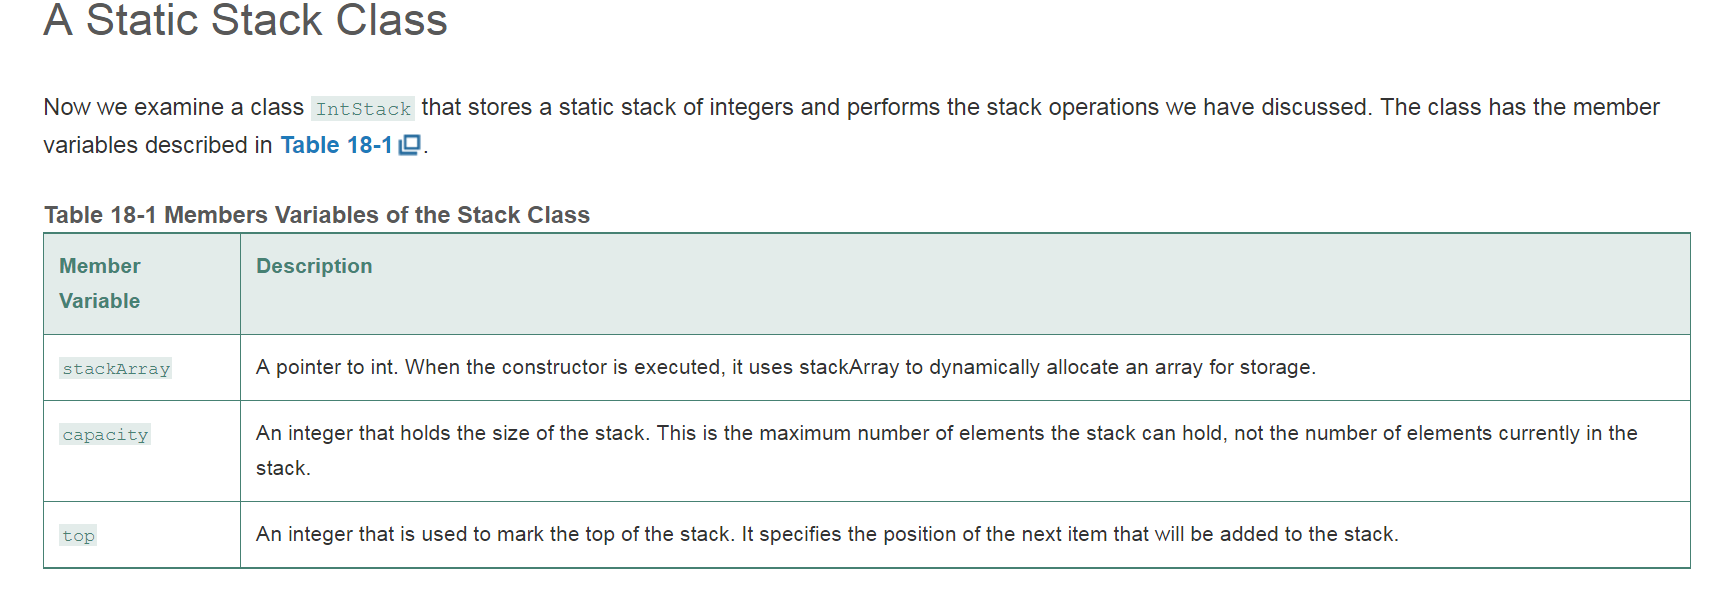 A Static Stack Class
Now we examine a class IntStack that stores a static stack of integers and performs the stack operations we have discussed. The class has the member
variables described in Table 18-1.
Table 18-1 Members Variables of the Stack Class
Member
Variable
Description
stackArray
A pointer to int. When the constructor is executed, it uses stackArray to dynamically allocate an array for storage.
capacity
An integer that holds the size of the stack. This is the maximum number of elements the stack can hold, not the number of elements currently in the
stack.
top
An integer that is used to mark the top of the stack. It specifies the position of the next item that will be added to the stack.